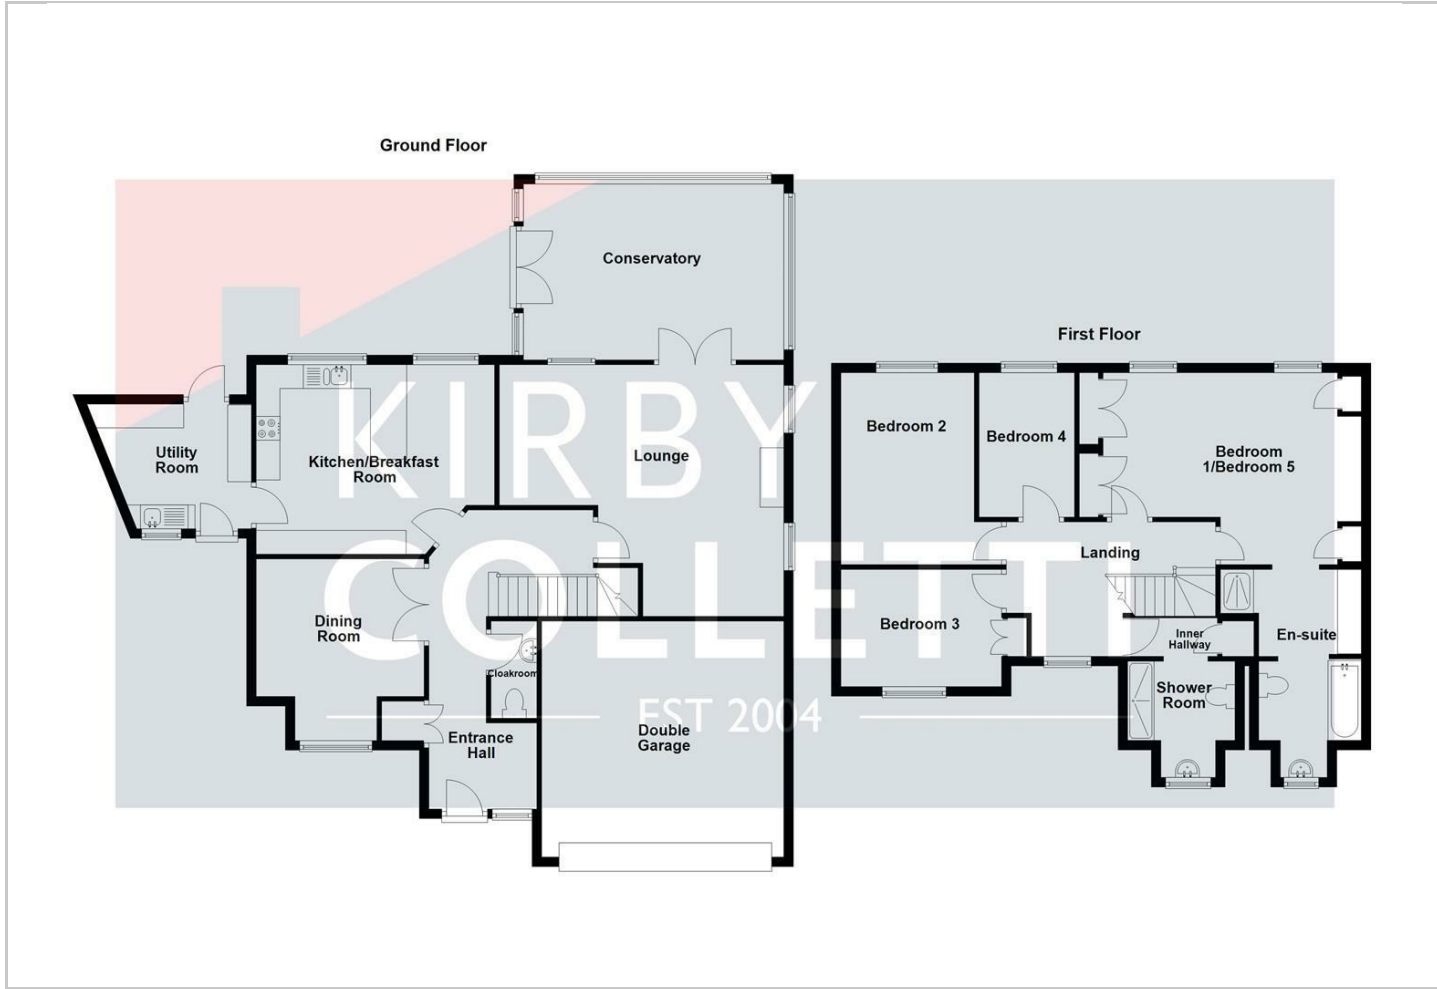 Ground Floor
Conservatory
First Floor
KIRBY
COLLETTI
EST 2004
Utility
Room
Kitchen/Breakfast
Room
Lounge
Dining
Room
Cloakroom
Entrance
Hall
Double
Garage
Bedroom 2
Bedroom 4
Bedroom
1/Bedroom 5
Landing
Bedroom 3
Inner
Hallway
En-suite
Shower
Room